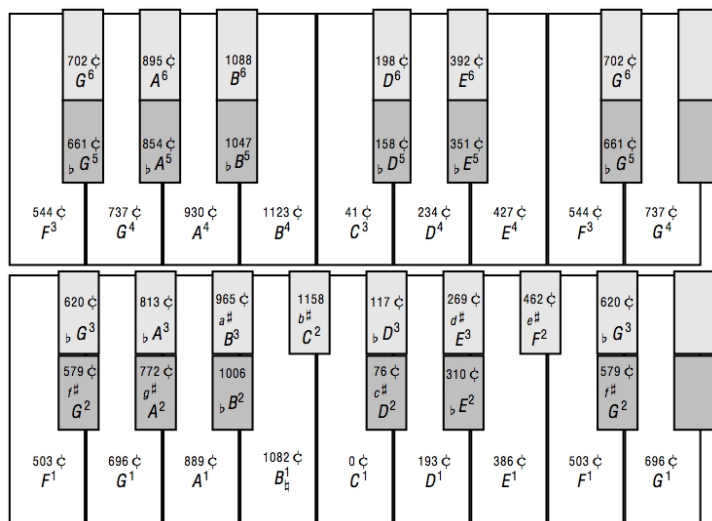 702 ¢ 895 ¢ 1088 198 ¢ 392 ¢ 702 ¢
G6 A6 B6 D6 E6 G6
661 ¢ 854 ¢ 1047 158 ¢ 351 ¢ 661 ¢
♭G5 ♭A5 ♭B5 ♭D5 ♭E5 ♭G5
544 ¢ 737 ¢ 930 ¢ 1123 ¢ 41 ¢ 234 ¢ 427 ¢ 544 ¢ 737 ¢
F3 G4 A4 B4 C3 D4 E4 F3 G4
620 ¢ 813 ¢ 965 ¢ 1158 117 ¢ 269 ¢ 462 ¢ 620 ¢
a♯ b♯ d♯ e♯
♭G3 ♭A3 B3 C2 ♭D3 E3 F2 ♭G3
579 ¢ 772 ¢ 1006 76 ¢ 310 ¢ 579 ¢
f♯ g♯ c♯ f♯
G2 A2 ♭B2 D2 ♭E2 G2
503 ¢ 696 ¢ 889 ¢ 1082 ¢ 0 ¢ 193 ¢ 386 ¢ 503 ¢ 696 ¢
F1 G1 A1 B♮1 C1 D1 E1 F1 G1